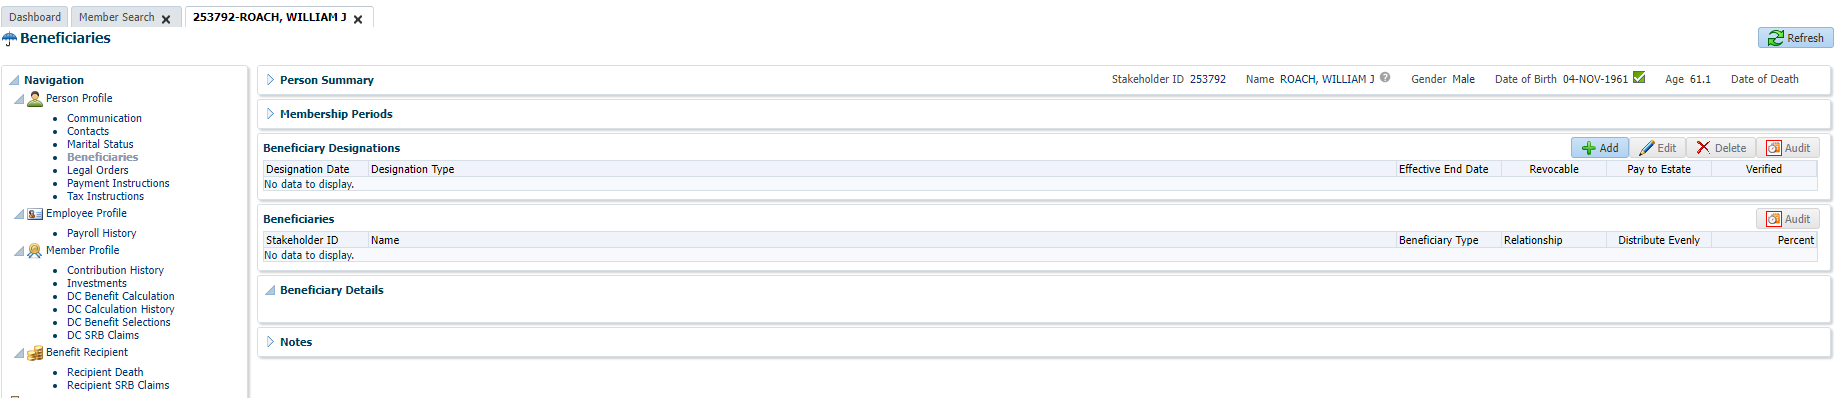 Dashboard Member Search 253792-ROACH, WILLIAM J
Beneficiaries
Refresh
Navigation
Person Profile
Communication
Contacts
Marital Status
Beneficiaries
Legal Orders
Payment Instructions
Tax Instructions
Employee Profile
Payroll History
Member Profile
Contribution History
Investments
DC Benefit Calculation
DC Calculation History
DC Benefit Selections
DC SRB Claims
Benefit Recipient
Recipient Death
Recipient SRB Claims
Person Summary Stakeholder ID 253792 Name ROACH, WILLIAM J Gender Male Date of Birth 04-NOV-1961 Age 61.1 Date of Death
Membership Periods
Beneficiary Designations Add Edit Delete Audit
Designation Date Designation Type Effective End Date Revocable Pay to Estate Verified
No data to display.
Beneficiaries Audit
Stakeholder ID Name Beneficiary Type Relationship Distribute Evenly Percent
No data to display.
Beneficiary Details
Notes